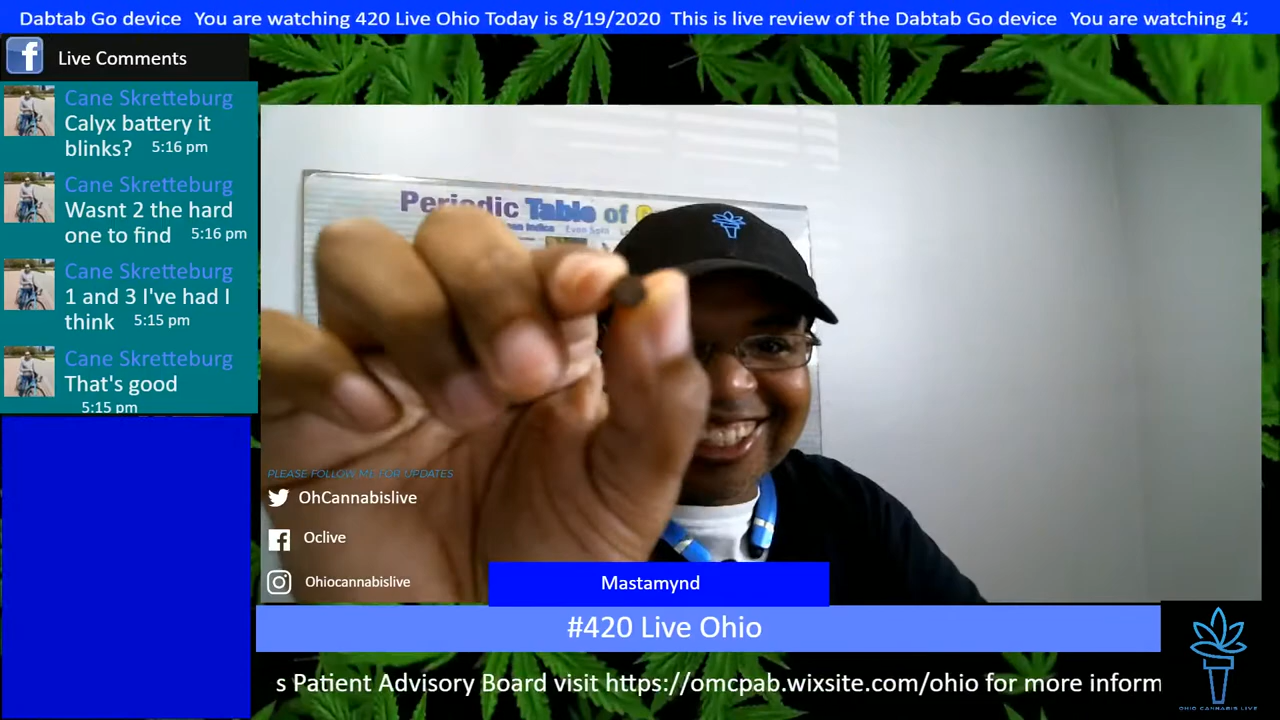 Dabtab Go device   You are watching 420 Live Ohio Today is 8/19/2020   This is live review of the Dabtab Go device   You are watching 42
Live Comments
Cane Skretteburg
Calyx battery it
blinks? 5:16 pm
Cane Skretteburg
Wasnt 2 the hard
one to find 5:16 pm
Cane Skretteburg
1 and 3 I've had I
think 5:15 pm
Cane Skretteburg
That's good
5:15 pm
Periodic Table of
Even Split
PLEASE FOLLOW ME FOR UPDATES
OhCannabislive
Oclive
Ohiocannabislive
Mastamynd
#420 Live Ohio
s Patient Advisory Board visit https://omcpab.wixsite.com/ohio for more inform
OHIO CANNABIS LIVE